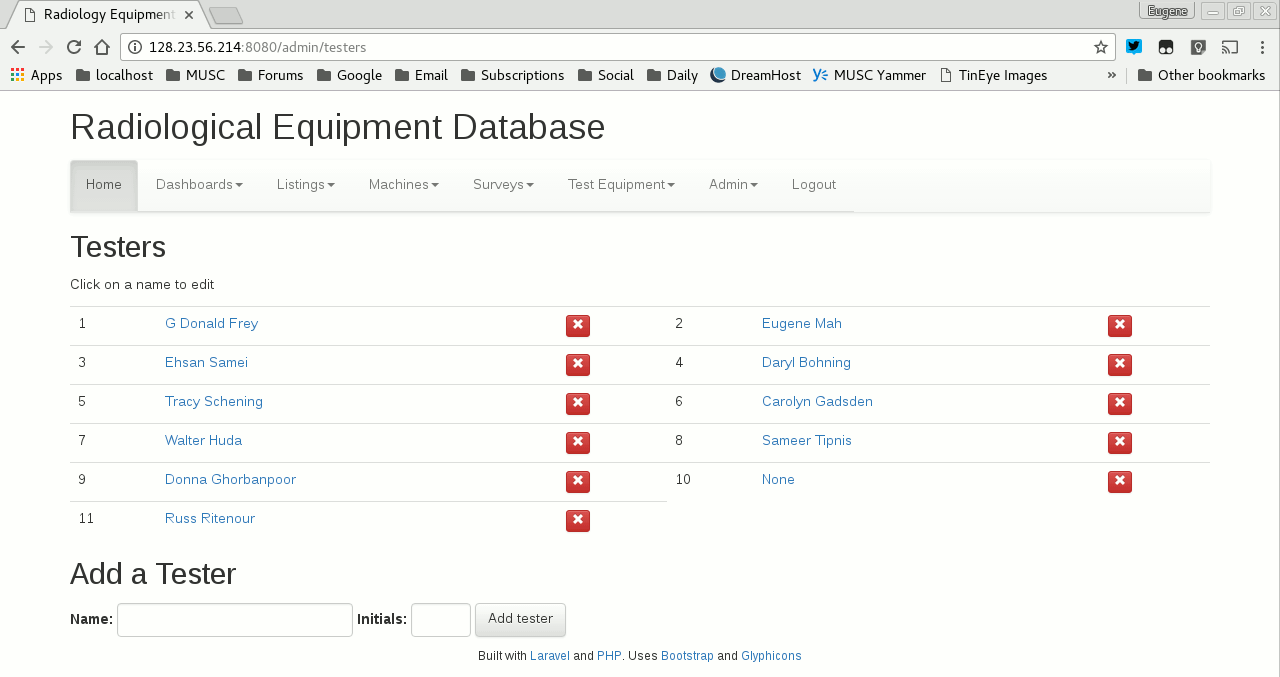 Radiology Equipment
Eugene
128.23.56.214:8080/admin/testers
Apps localhost MUSC Forums Google Email Subscriptions Social Daily DreamHost MUSC Yammer TinEye Images » Other bookmarks
Radiological Equipment Database
Home Dashboards Listings Machines Surveys Test Equipment Admin Logout
Testers
Click on a name to edit
1 G Donald Frey 2 Eugene Mah
3 Ehsan Samei 4 Daryl Bohning
5 Tracy Schening 6 Carolyn Gadsden
7 Walter Huda 8 Sameer Tipnis
9 Donna Ghorbanpoor 10 None
11 Russ Ritenour
Add a Tester
Name: Initials: Add tester
Built with Laravel and PHP. Uses Bootstrap and Glyphicons